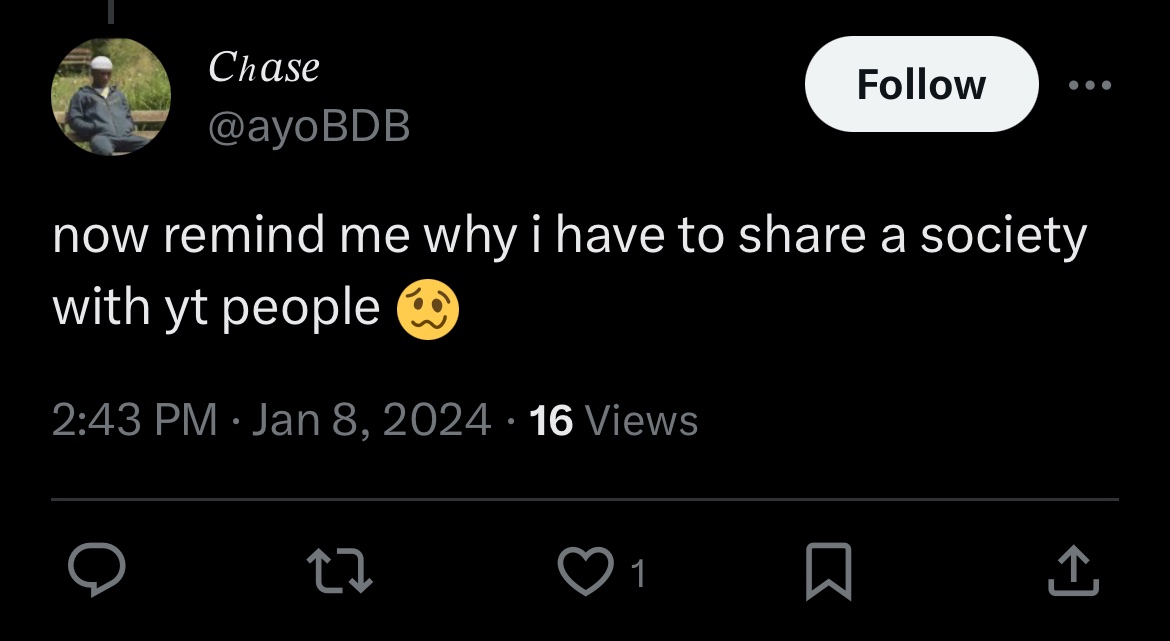 Chase
@ayoBDB
Follow
now remind me why i have to share a society
with yt people 🥴
2:43 PM · Jan 8, 2024 · 16 Views
1